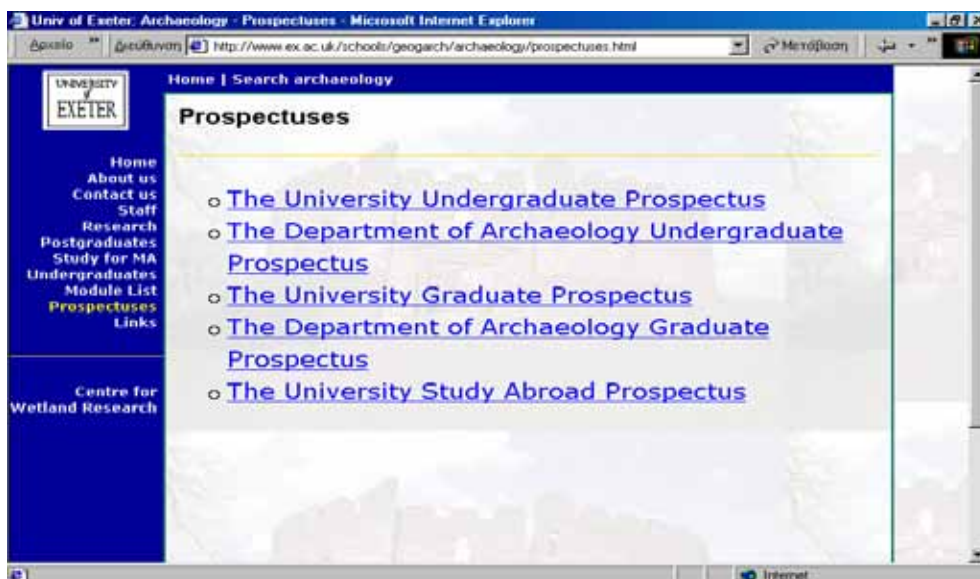 Univ of Exeter; Archaeology - Prospectuses - Microsoft Internet Explorer
Αρχείο " Διεύθυνση http://www.ex.ac.uk/schools/geogarch/archaeology/prospectuses.html Μετάβαση "
UNIVERSITY
of
EXETER
Home | Search archaeology
Prospectuses
Home
About us
Contact us
Staff
Research
Postgraduates
Study for MA
Undergraduates
Module List
Prospectuses
Links
Centre for
Wetland Research
The University Undergraduate Prospectus
The Department of Archaeology Undergraduate
Prospectus
The University Graduate Prospectus
The Department of Archaeology Graduate
Prospectus
The University Study Abroad Prospectus
Internet